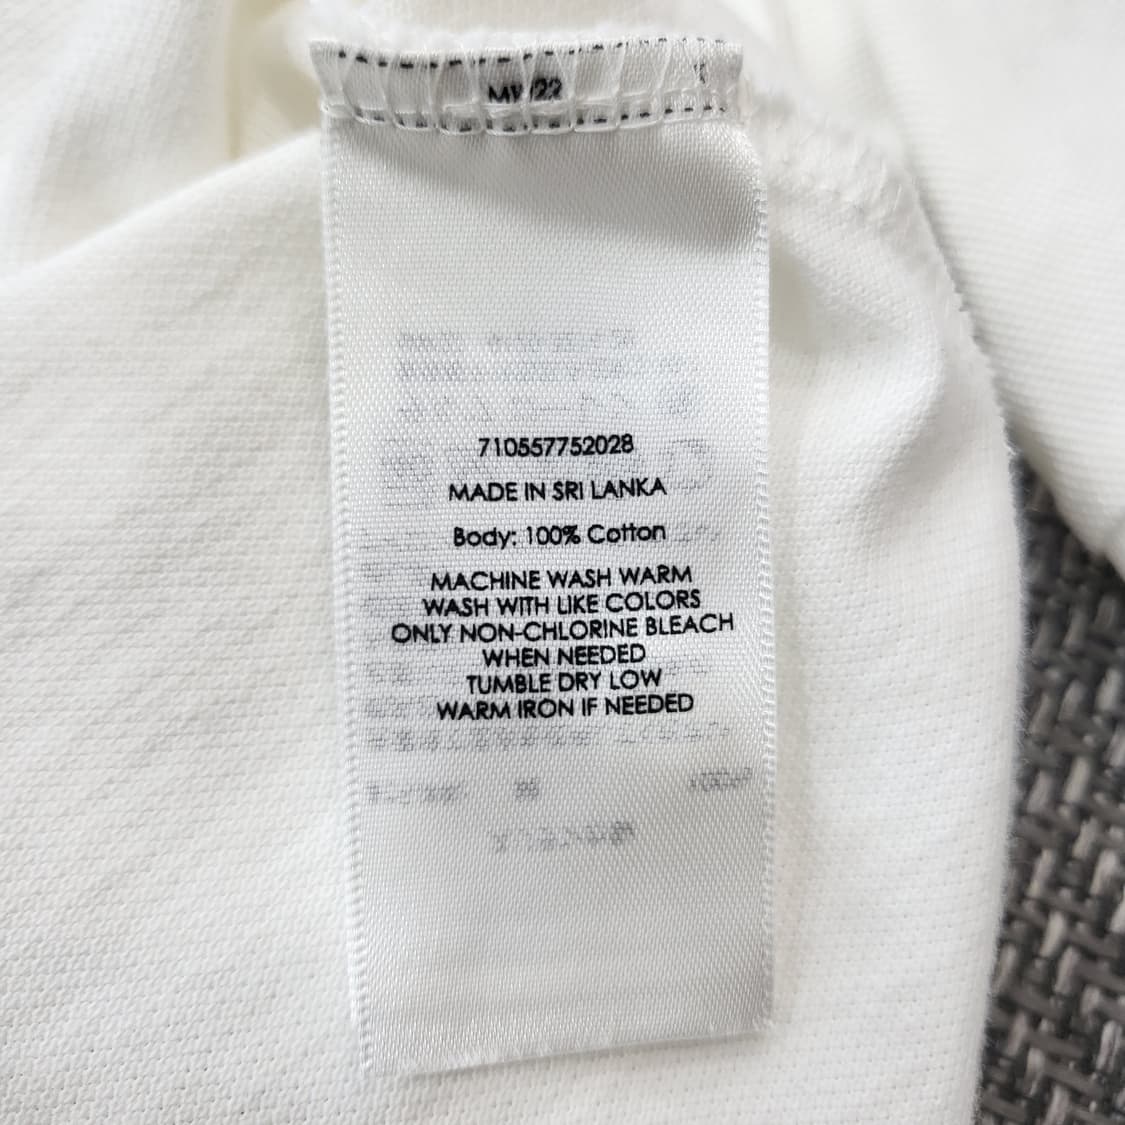 710557752028
MADE IN SRI LANKA
Body: 100% Cotton
MACHINE WASH WARM
WASH WITH LIKE COLORS
ONLY NON-CHLORINE BLEACH
WHEN NEEDED
TUMBLE DRY LOW
WARM IRON IF NEEDED